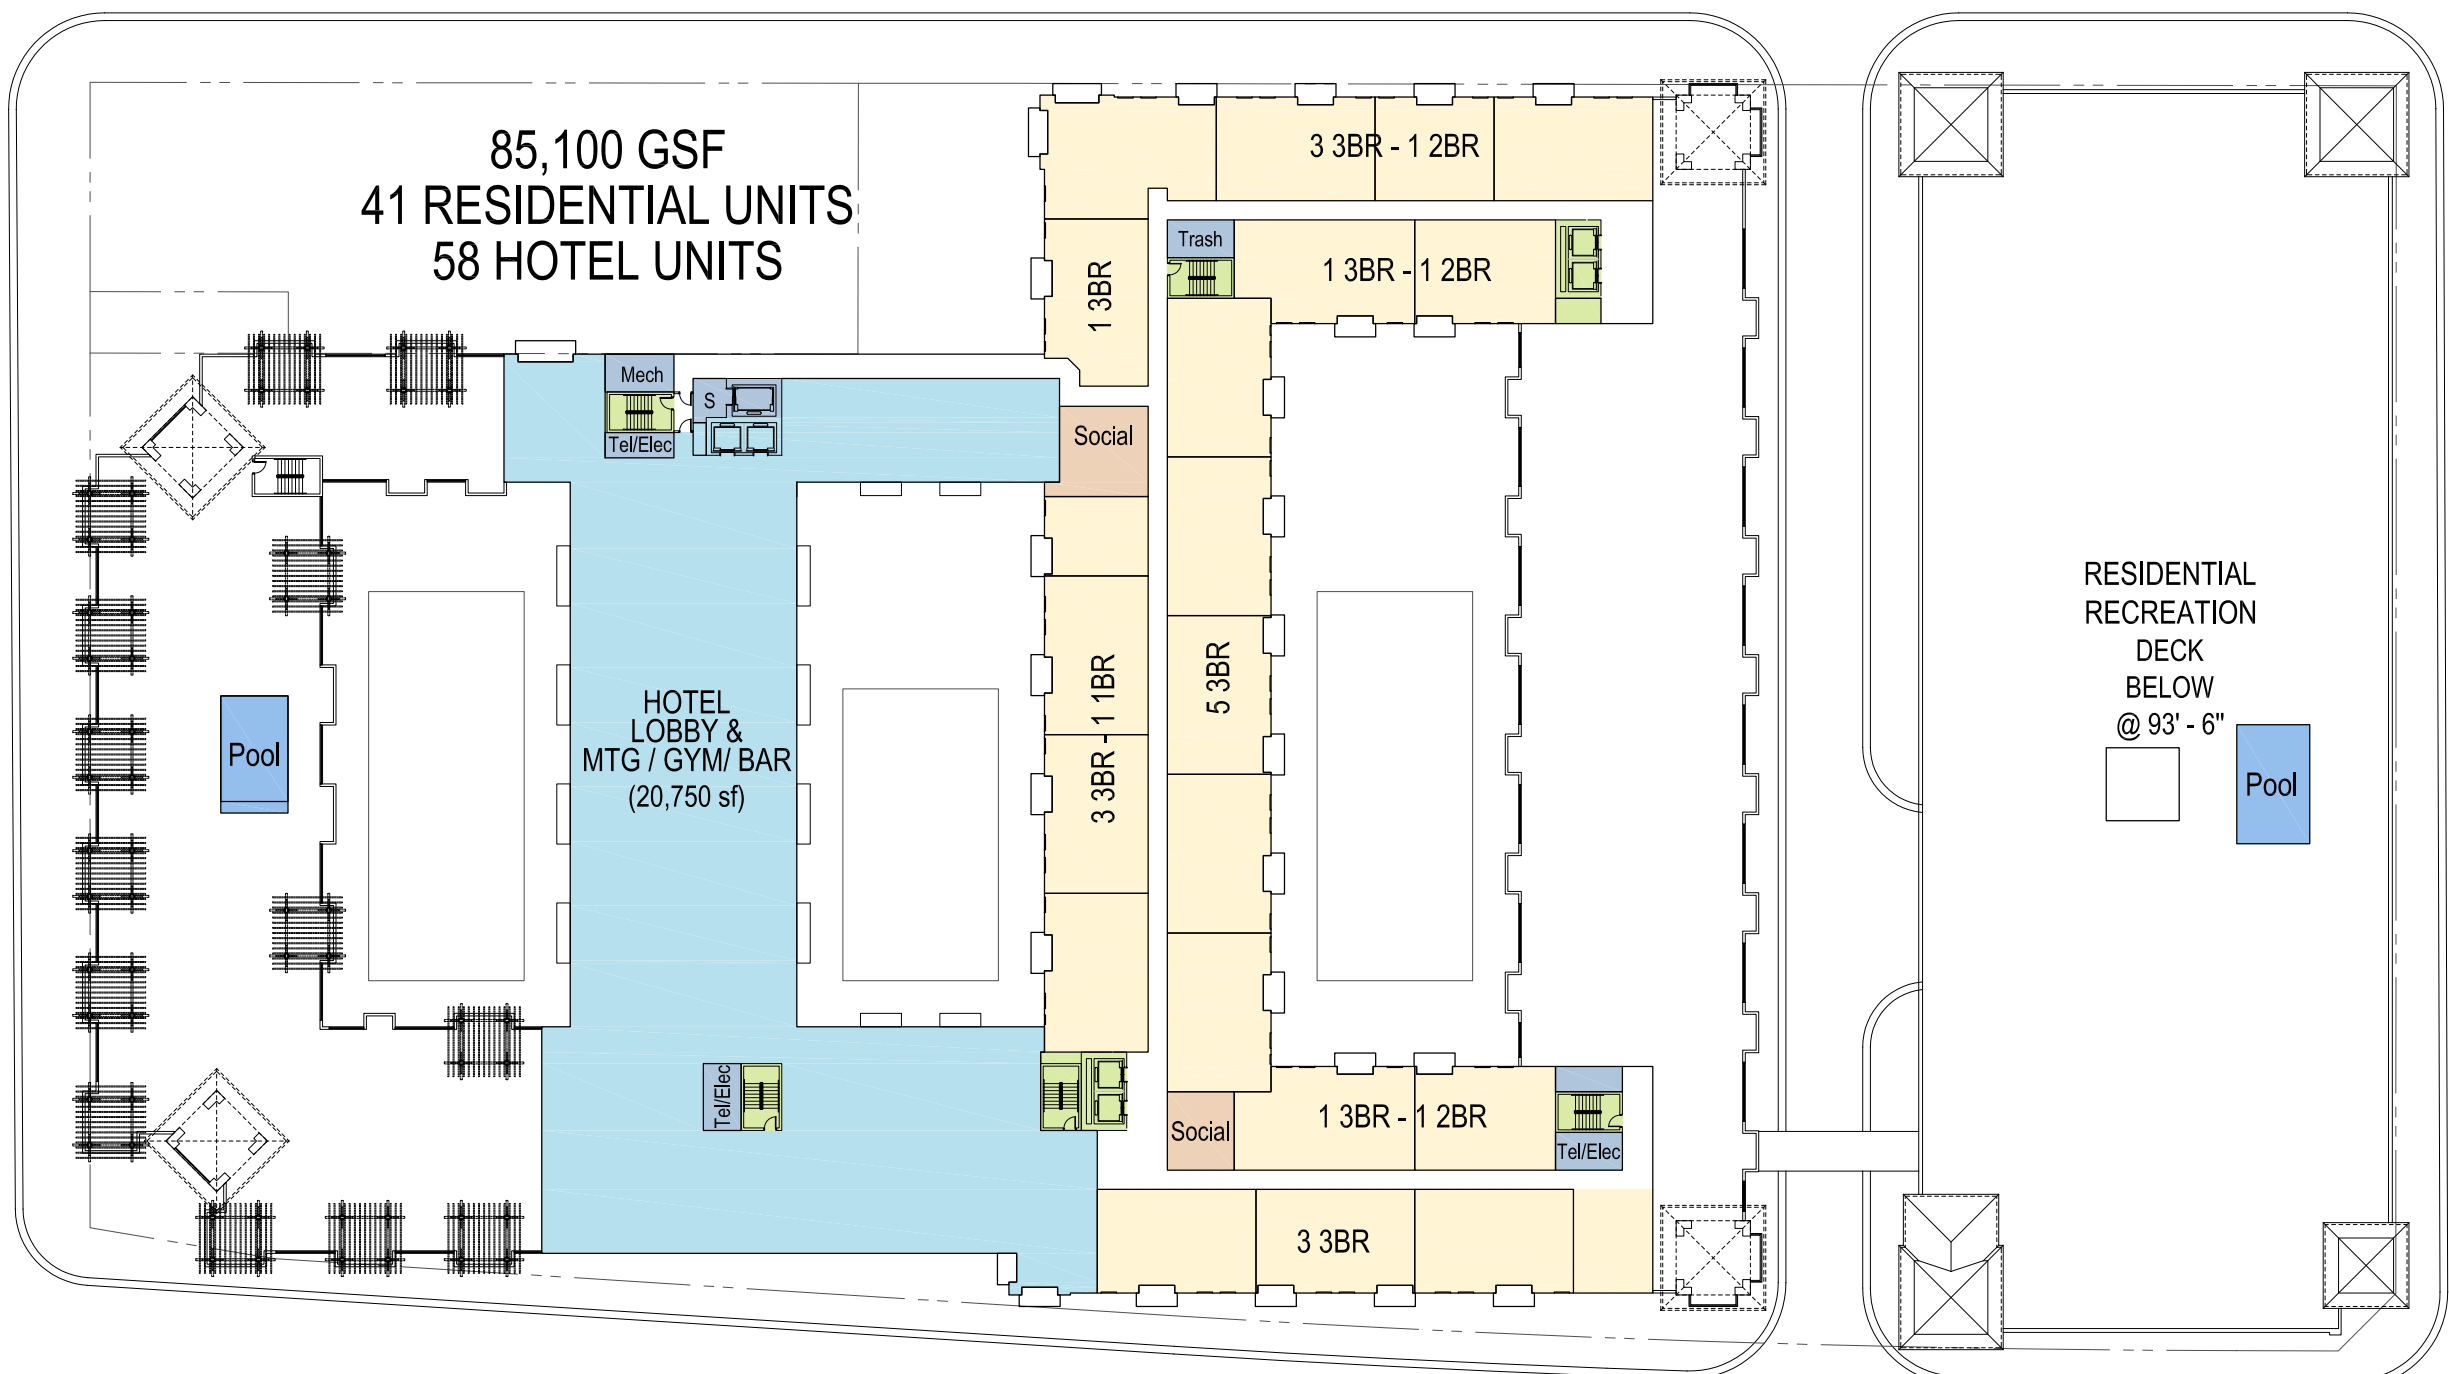 85,100 GSF
41 RESIDENTIAL UNITS
58 HOTEL UNITS
3 3BR - 1 2BR
1 3BR
Trash
1 3BR - 1 2BR
Mech
S
Tel/Elec
Social
HOTEL
LOBBY &
MTG / GYM/ BAR
(20,750 sf)
Pool
3 3BR - 1 1BR
5 3BR
RESIDENTIAL
RECREATION
DECK
BELOW
@ 93' - 6"
Pool
Tel/Elec
Social
1 3BR - 1 2BR
Tel/Elec
3 3BR